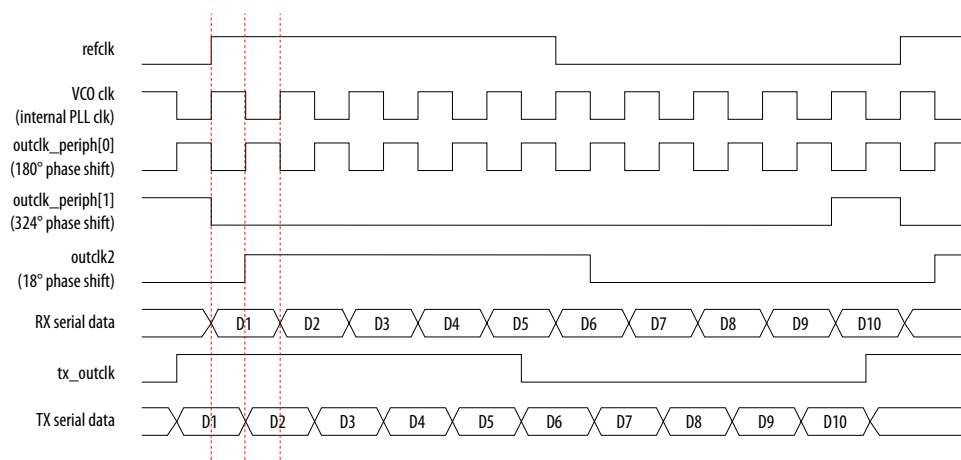 refclk
VCO clk
(internal PLL clk)
outclk_periph[0]
(180° phase shift)
outclk_periph[1]
(324° phase shift)
outclk2
(18° phase shift)
RX serial data D1 D2 D3 D4 D5 D6 D7 D8 D9 D10
tx_outclk
TX serial data D1 D2 D3 D4 D5 D6 D7 D8 D9 D10